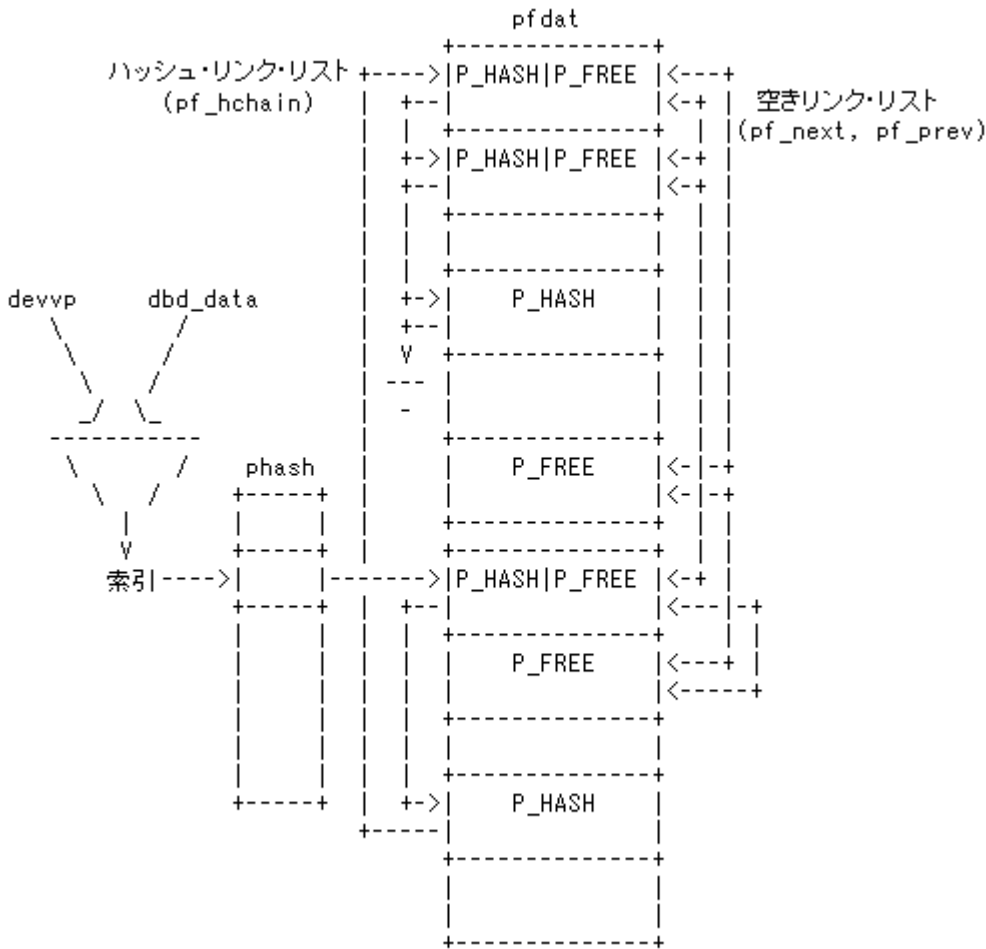 pfdat
ハッシュ・リンク・リスト
P_HASH|P_FREE
(pf_hchain)
空きリンク・リスト
(pf_next, pf_prev)
P_HASH|P_FREE
devvp
dbd_data
P_HASH
phash
P_FREE
索引
P_HASH|P_FREE
P_FREE
P_HASH